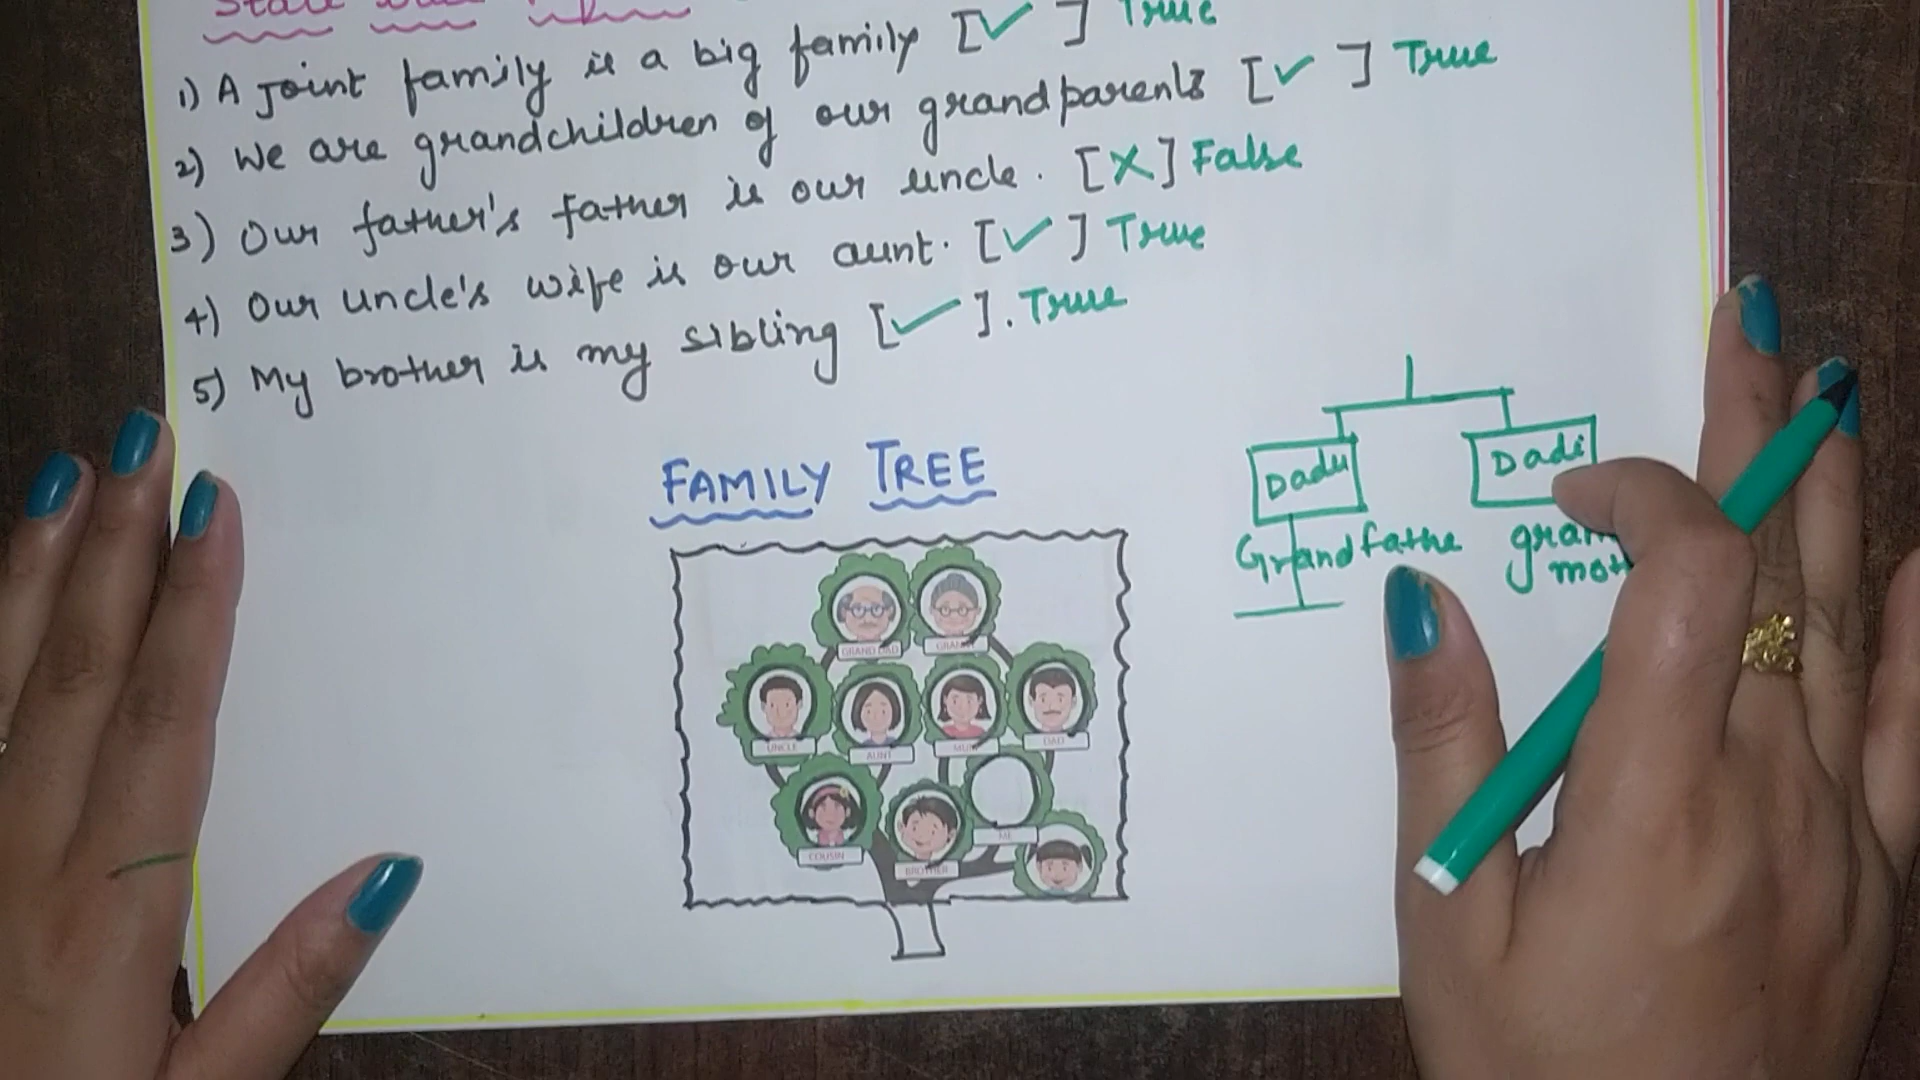 1) A joint family is a big family [✓] True
2) We are grandchildren of our grandparents [✓] True
3) Our father's father is our uncle. [X] False
4) Our uncle's wife is our aunt. [✓] True
5) My brother is my sibling [✓]. True
FAMILY TREE
Dadu
Dadi
Grandfathe
GRAND DAD
UNCLE
AUNT
MUM
DAD
COUSIN
BROTHER
ME